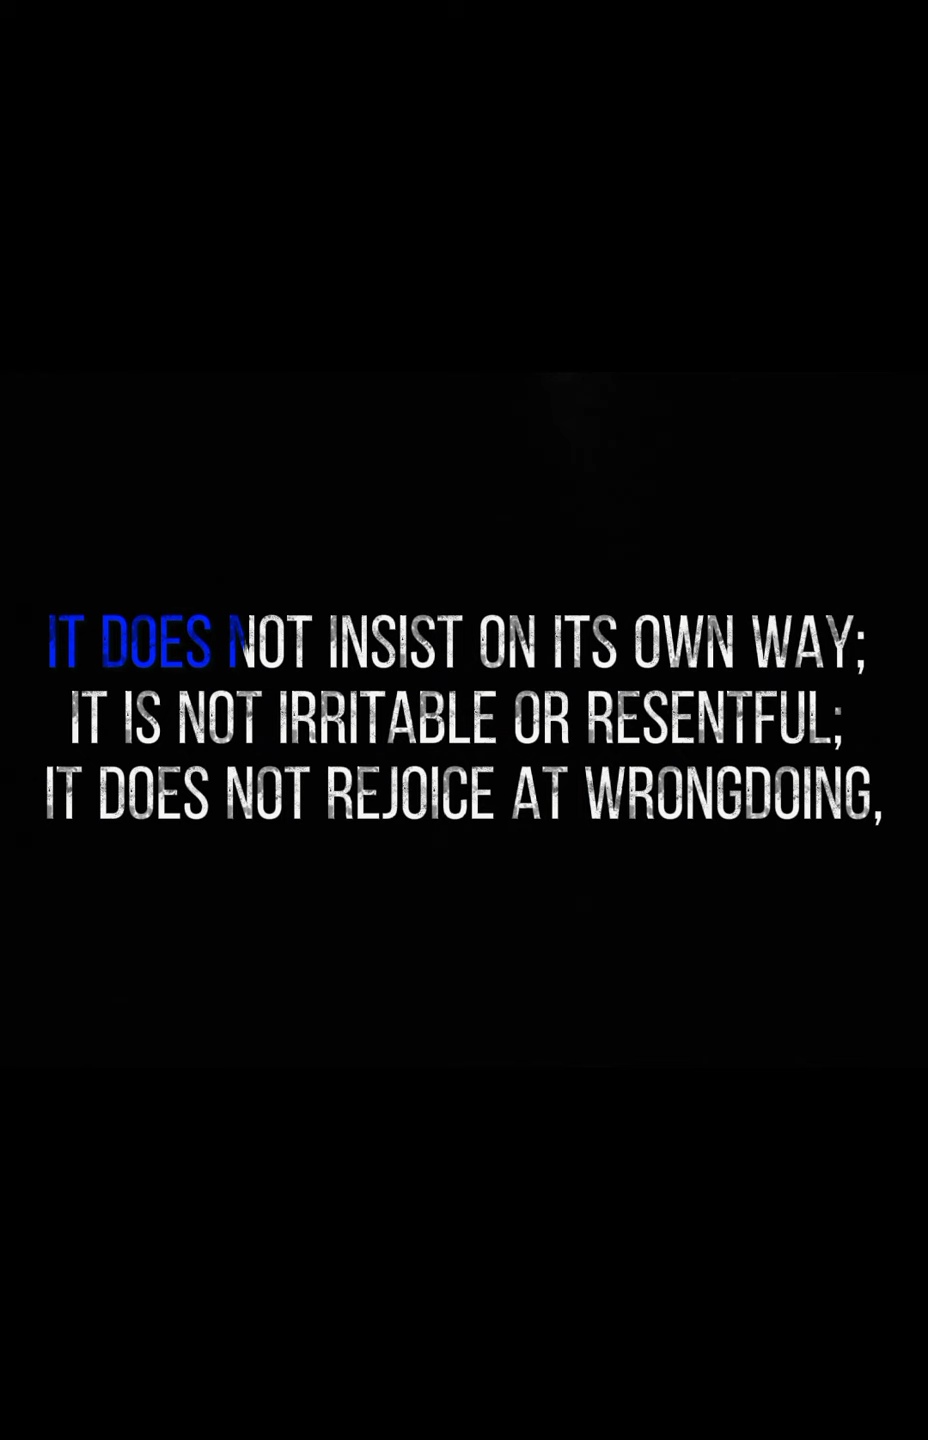 IT DOES NOT INSIST ON ITS OWN WAY;
IT IS NOT IRRITABLE OR RESENTFUL;
IT DOES NOT REJOICE AT WRONGDOING,